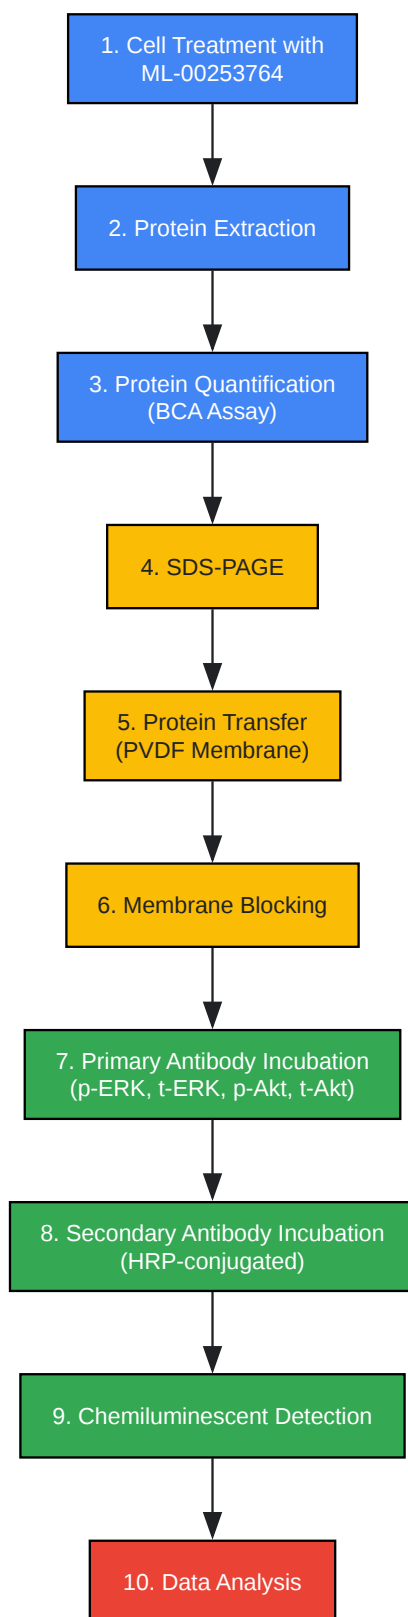 1. Cell Treatment with
ML-00253764
2. Protein Extraction
3. Protein Quantification
(BCA Assay)
4. SDS-PAGE
5. Protein Transfer
(PVDF Membrane)
6. Membrane Blocking
7. Primary Antibody Incubation
(p-ERK, t-ERK, p-Akt, t-Akt)
8. Secondary Antibody Incubation
(HRP-conjugated)
9. Chemiluminescent Detection
10. Data Analysis